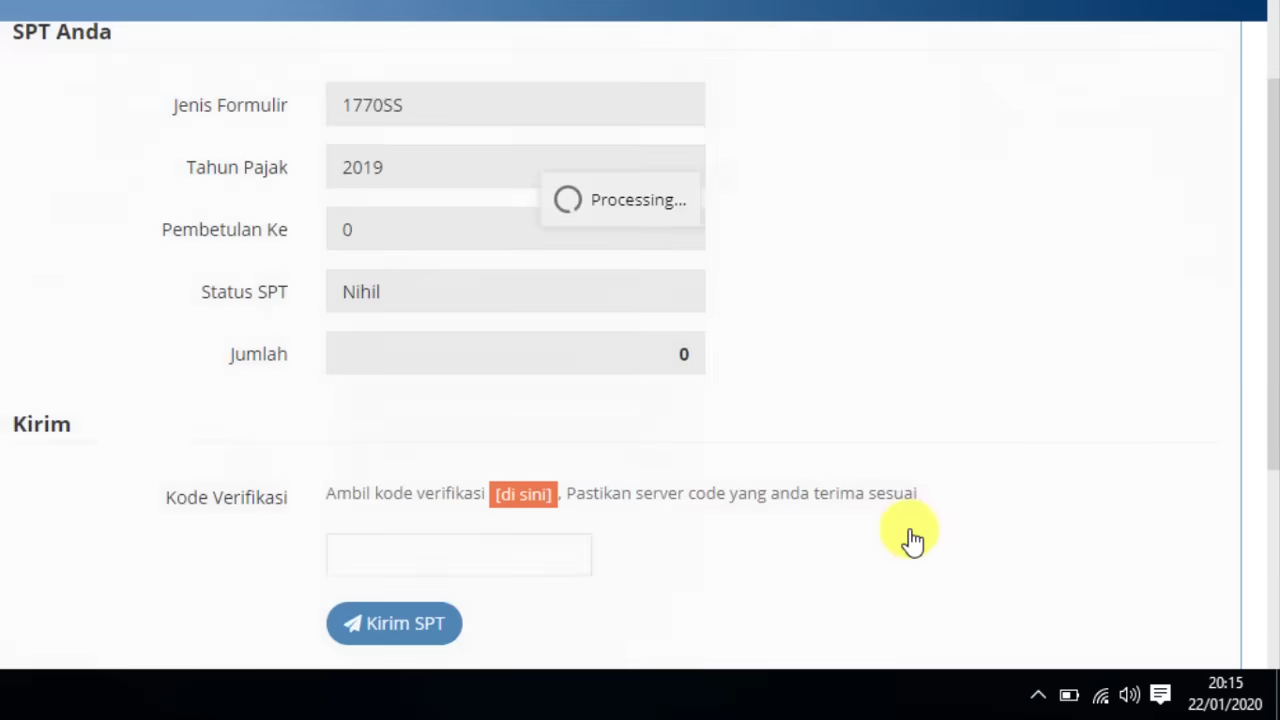 SPT Anda
Jenis Formulir 1770SS
Tahun Pajak 2019
Processing...
Pembetulan Ke 0
Status SPT Nihil
Jumlah 0
Kirim
Kode Verifikasi Ambil kode verifikasi [di sini], Pastikan server code yang anda terima sesuai
Kirim SPT
20:15
22/01/2020